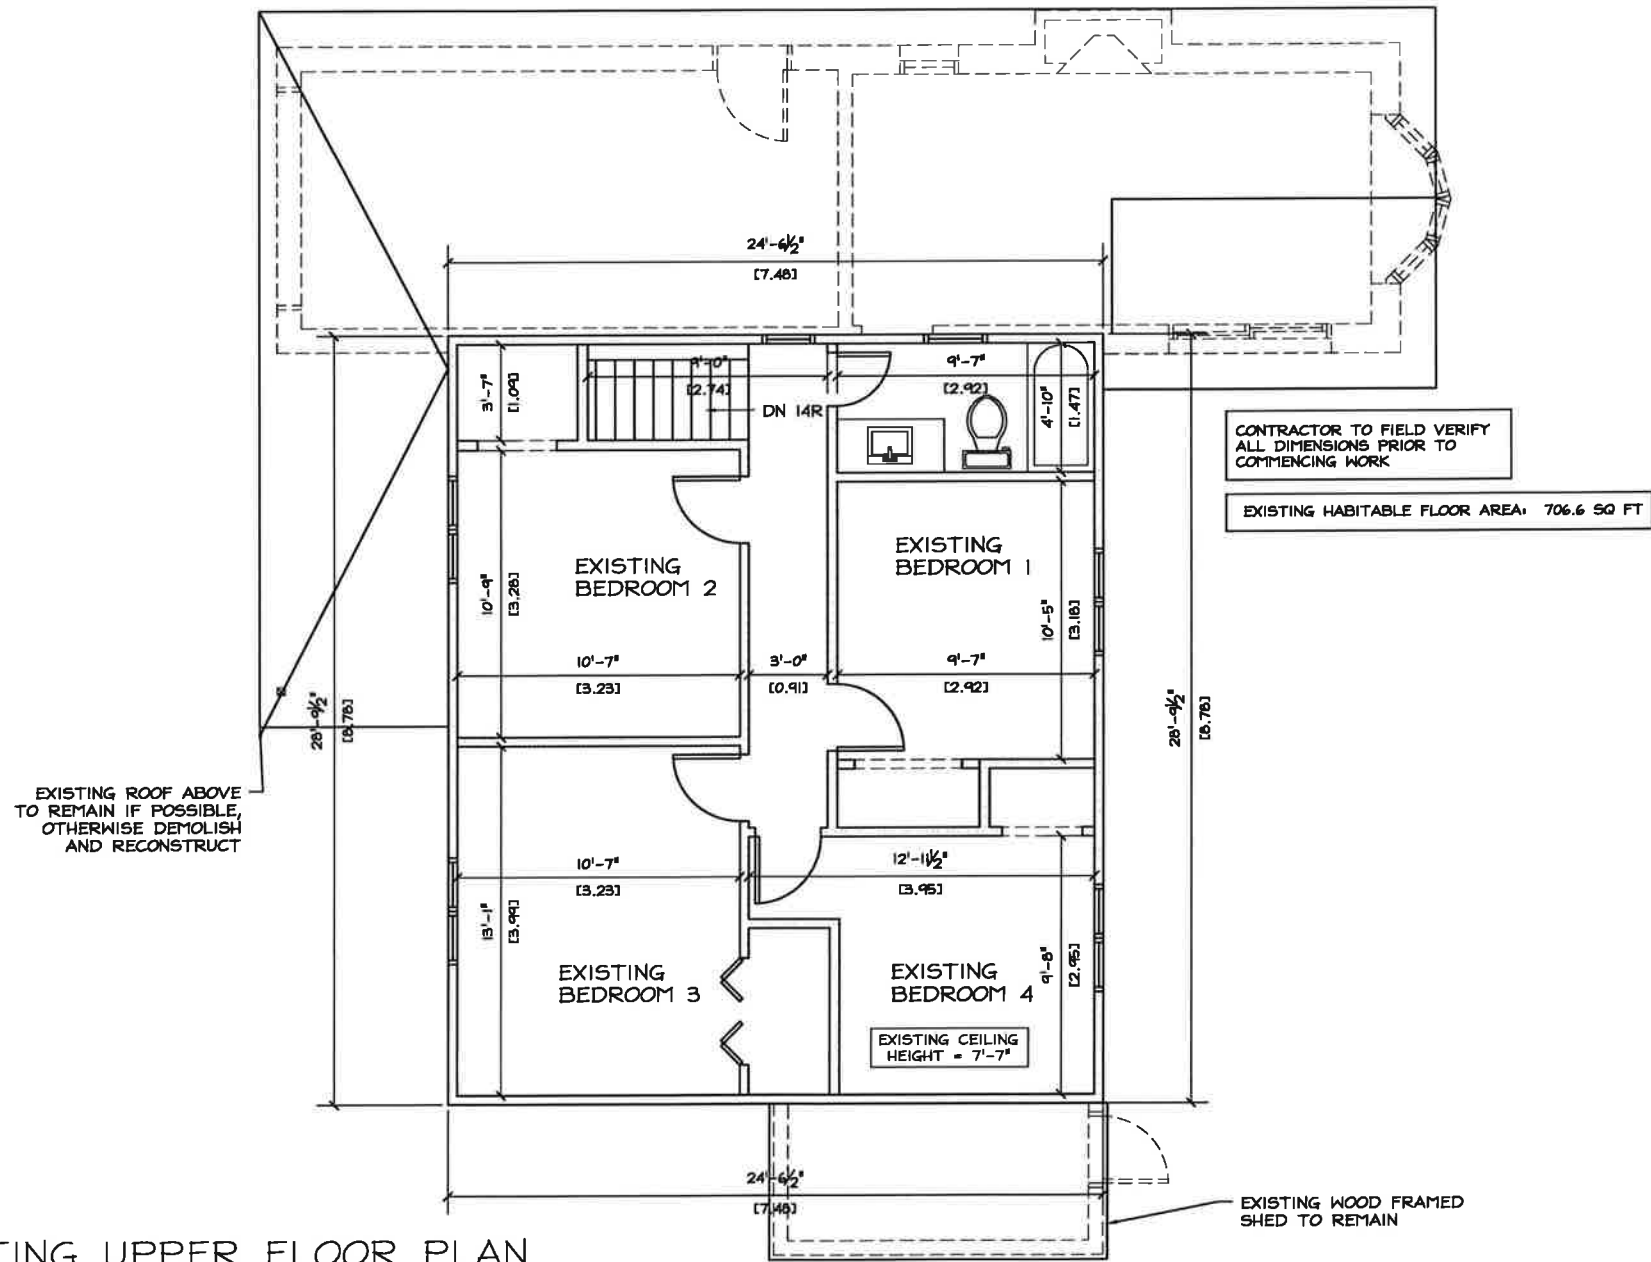 24'-6½"
[7.48]
9'-0"
[2.74]
9'-7"
[2.92]
3'-7"
[1.09]
DN 14R
4'-10"
[1.47]
CONTRACTOR TO FIELD VERIFY
ALL DIMENSIONS PRIOR TO
COMMENCING WORK
EXISTING HABITABLE FLOOR AREA: 706.6 SQ FT
EXISTING
BEDROOM 2
EXISTING
BEDROOM 1
10'-9"
[3.28]
10'-5"
[3.18]
10'-7"
[3.23]
3'-0"
[0.91]
9'-7"
[2.92]
28'-9½"
[8.78]
28'-9½"
[8.78]
EXISTING ROOF ABOVE
TO REMAIN IF POSSIBLE,
OTHERWISE DEMOLISH
AND RECONSTRUCT
10'-7"
[3.23]
12'-11½"
[3.95]
13'-1"
[3.99]
9'-8"
[2.95]
EXISTING
BEDROOM 3
EXISTING
BEDROOM 4
EXISTING CEILING
HEIGHT = 7'-7"
24'-6½"
[7.48]
EXISTING WOOD FRAMED
SHED TO REMAIN
TING UPPER FLOOR PLAN